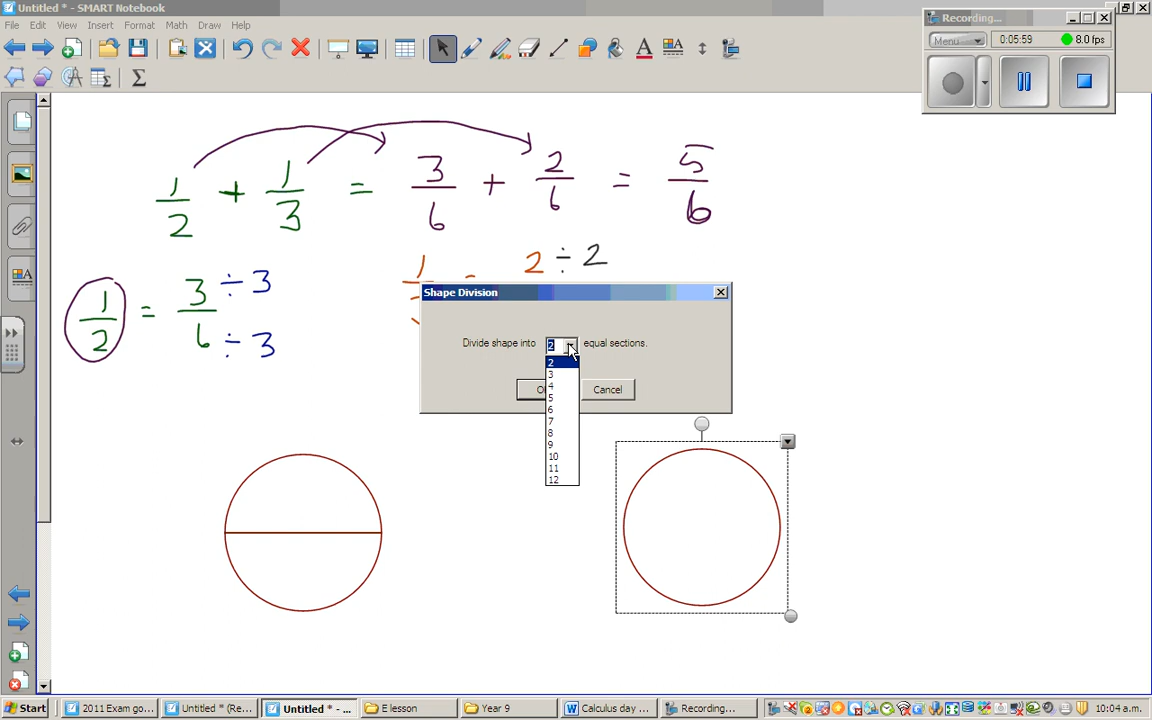 Untitled * - SMART Notebook
File Edit View Insert Format Math Draw Help
Recording...
Menu 0:05:59 8.0 fps
1/2 + 1/3 = 3/6 + 2/6 = 5/6
1/2 = 3 ÷ 3 / 6 ÷ 3
1 = 2 ÷ 2
Shape Division
Divide shape into 2 equal sections.
Cancel
2
3
4
5
6
7
8
9
10
11
12
Start 2011 Exam go... Untitled * (Re... Untitled * - ... E lesson Year 9 Calculus day ... Recording... 10:04 a.m.